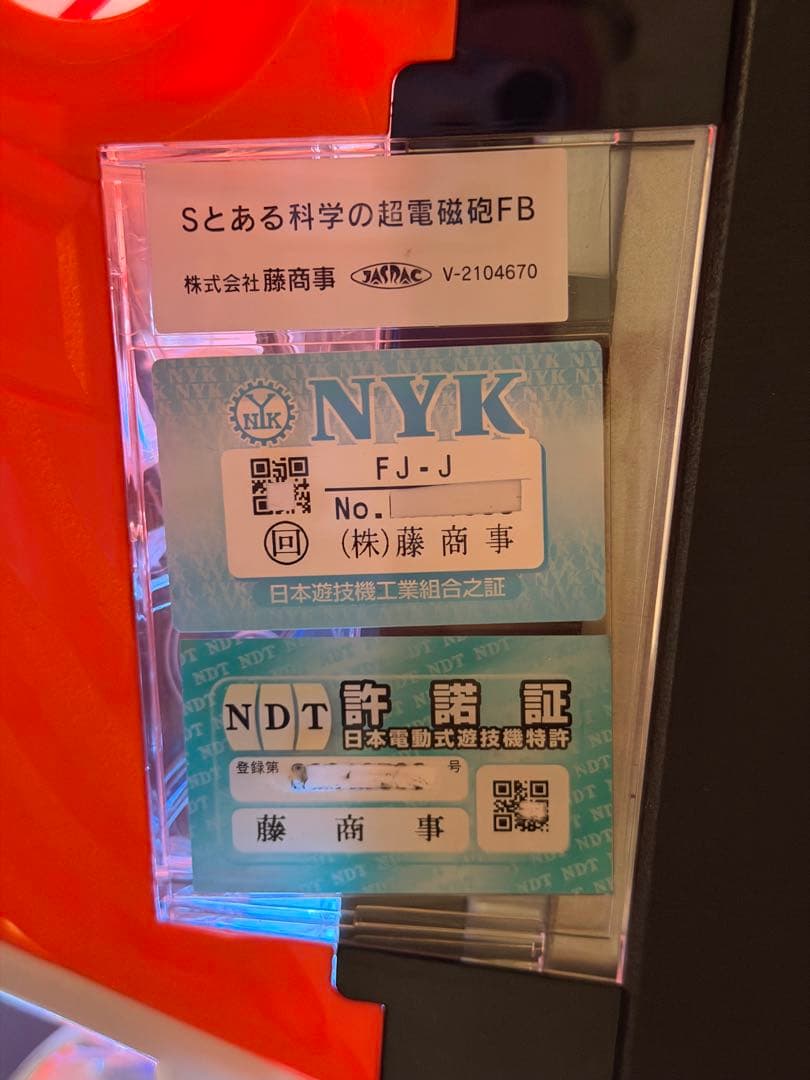 Sとある科学の超電磁砲FB
株式会社藤商事 JASRAC V-2104670
NYK
NYK
FJ-J
No.
回 (株)藤商事
日本遊技機工業組合之証
NDT 許諾証
日本電動式遊技機特許
登録第 号
藤商事